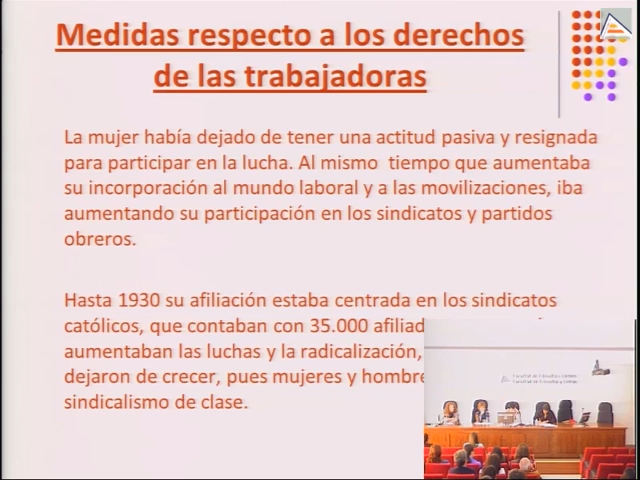 Medidas respecto a los derechos
de las trabajadoras
La mujer había dejado de tener una actitud pasiva y resignada
para participar en la lucha. Al mismo tiempo que aumentaba
su incorporación al mundo laboral y a las movilizaciones, iba
aumentando su participación en los sindicatos y partidos
obreros.
Hasta 1930 su afiliación estaba centrada en los sindicatos
católicos, que contaban con 35.000
aumentaban las luchas y la radicalización,
dejaron de crecer, pues mujeres y
sindicalismo de clase.